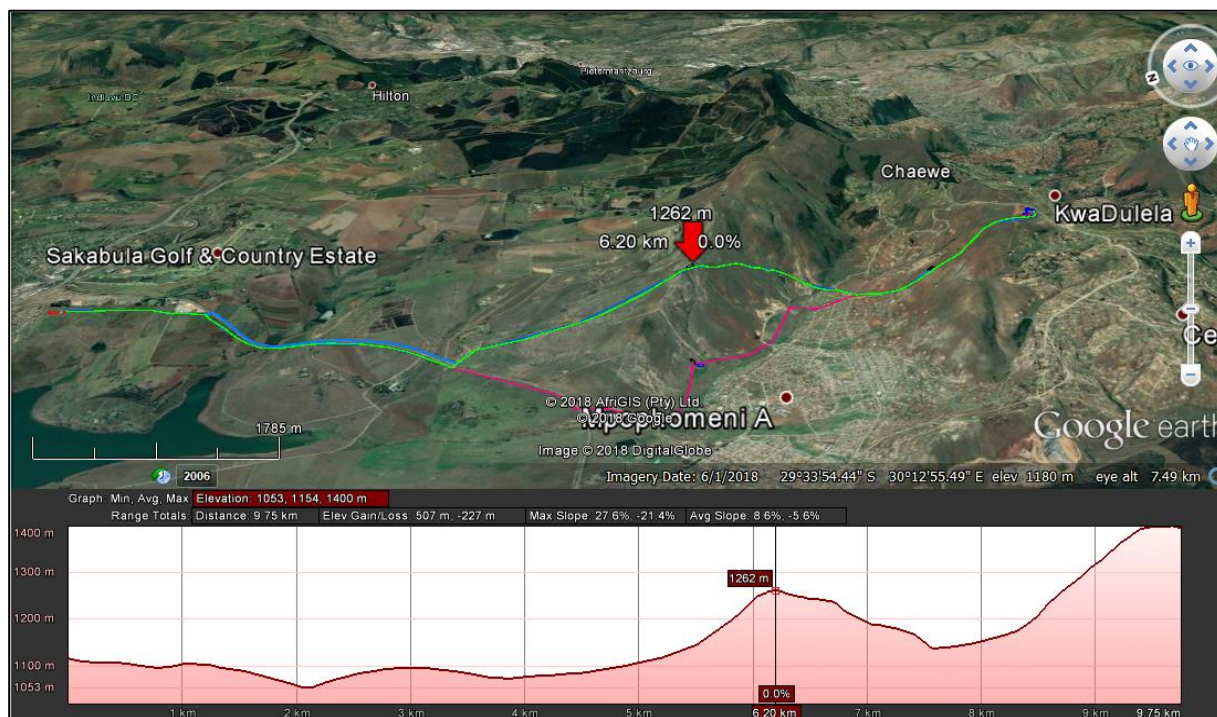 Pietermaritzburg
Indlovu DC
Hilton
N
Chaewe
1262 m
KwaDulela
6.20 km 0.0%
Sakabula Golf & Country Estate
Ce
© 2018 AfriGIS (Pty) Ltd.
© 2018 Google
Mpophomeni A
1785 m
Google earth
Image © 2018 DigitalGlobe
2006
Imagery Date: 6/1/2018 29°33'54.44" S 30°12'55.49" E elev 1180 m eye alt 7.49 km
Graph: Min, Avg, Max Elevation: 1053, 1154, 1400 m
Range Totals: Distance: 9.75 km Elev Gain/Loss: 507 m, -227 m Max Slope: 27.6%, -21.4% Avg Slope: 8.6%, -5.6%
1400 m
1300 m
1262 m
1200 m
1100 m
1053 m
0.0%
1 km 2 km 3 km 4 km 5 km 6.20 km 7 km 8 km 9 km 9.75 km